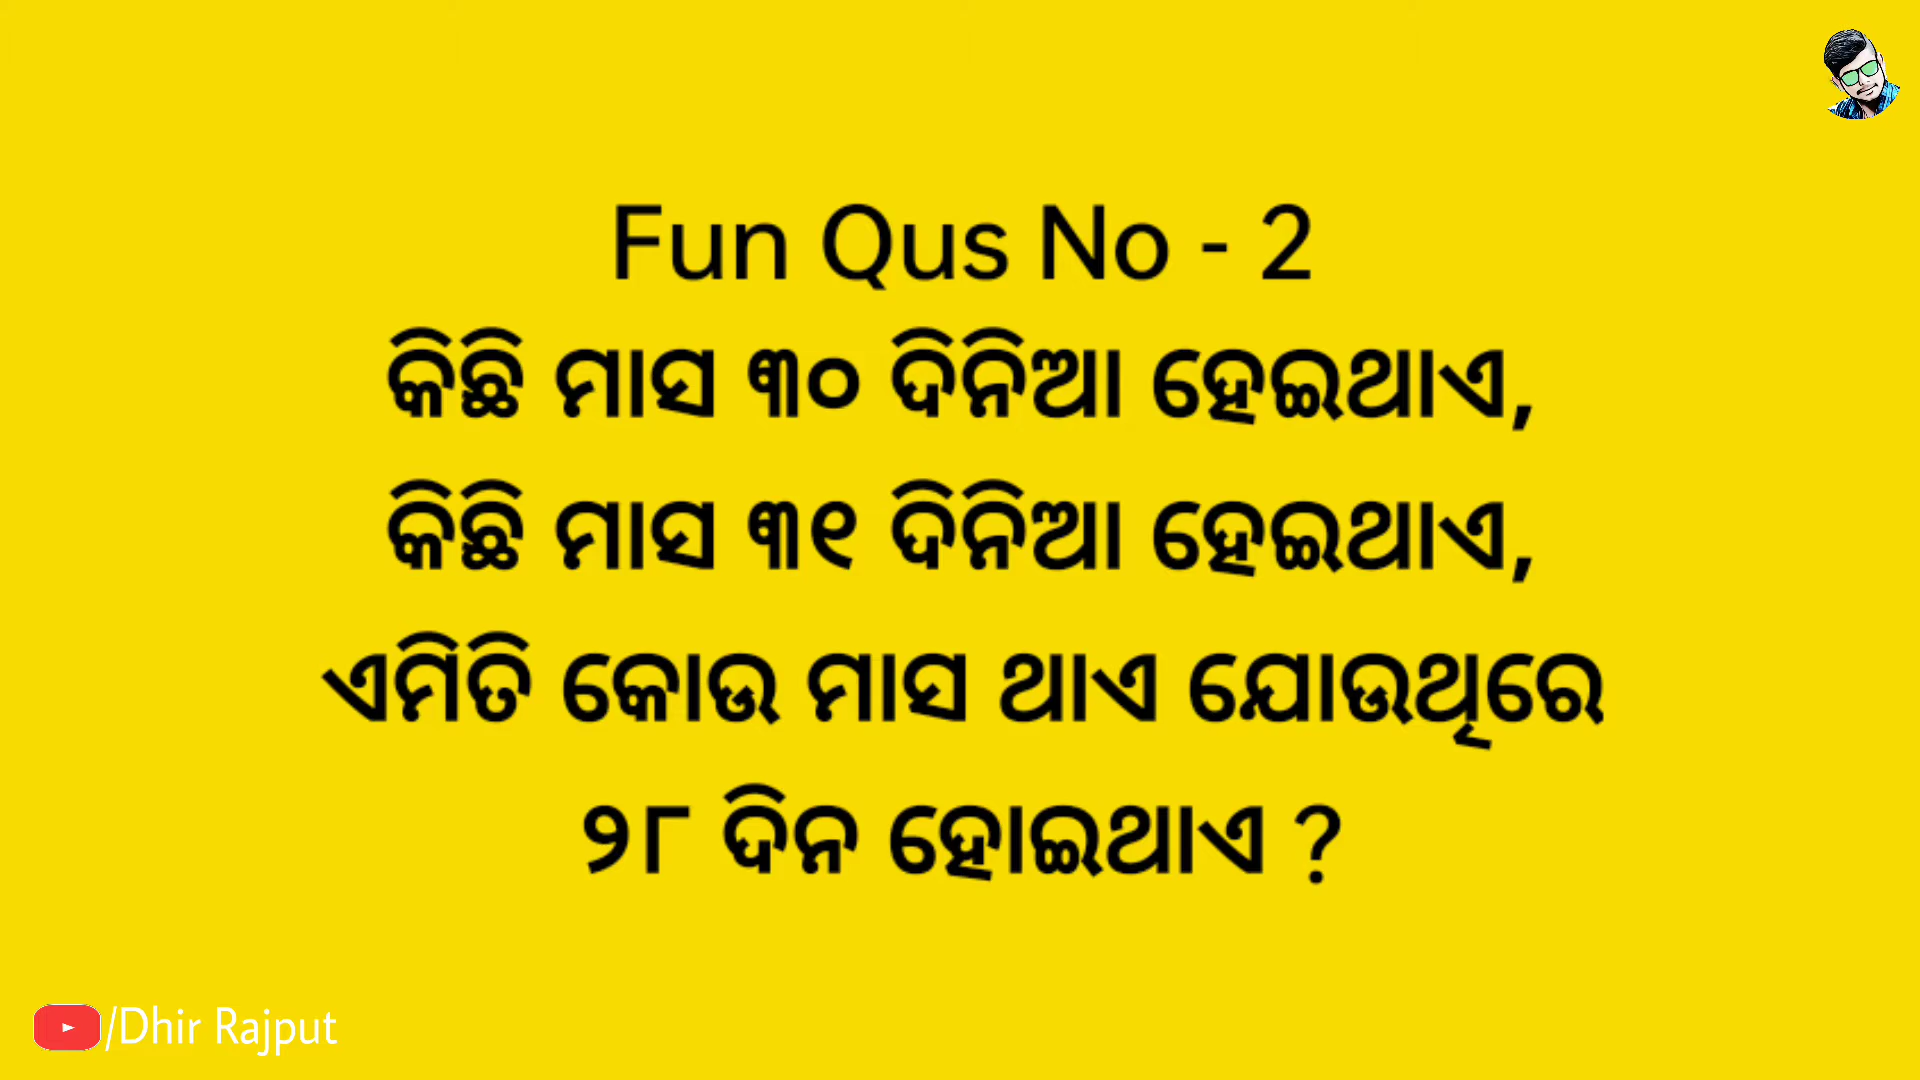 Fun Qus No - 2
କିଛି ମାସ ୩୦ ଦିନିଆ ହେଇଥାଏ,
କିଛି ମାସ ୩୧ ଦିନିଆ ହେଇଥାଏ,
ଏମିତି କୋଉ ମାସ ଥାଏ ଯୋଉଥିରେ
୨୮ ଦିନ ହୋଇଥାଏ ?
/Dhir Rajput